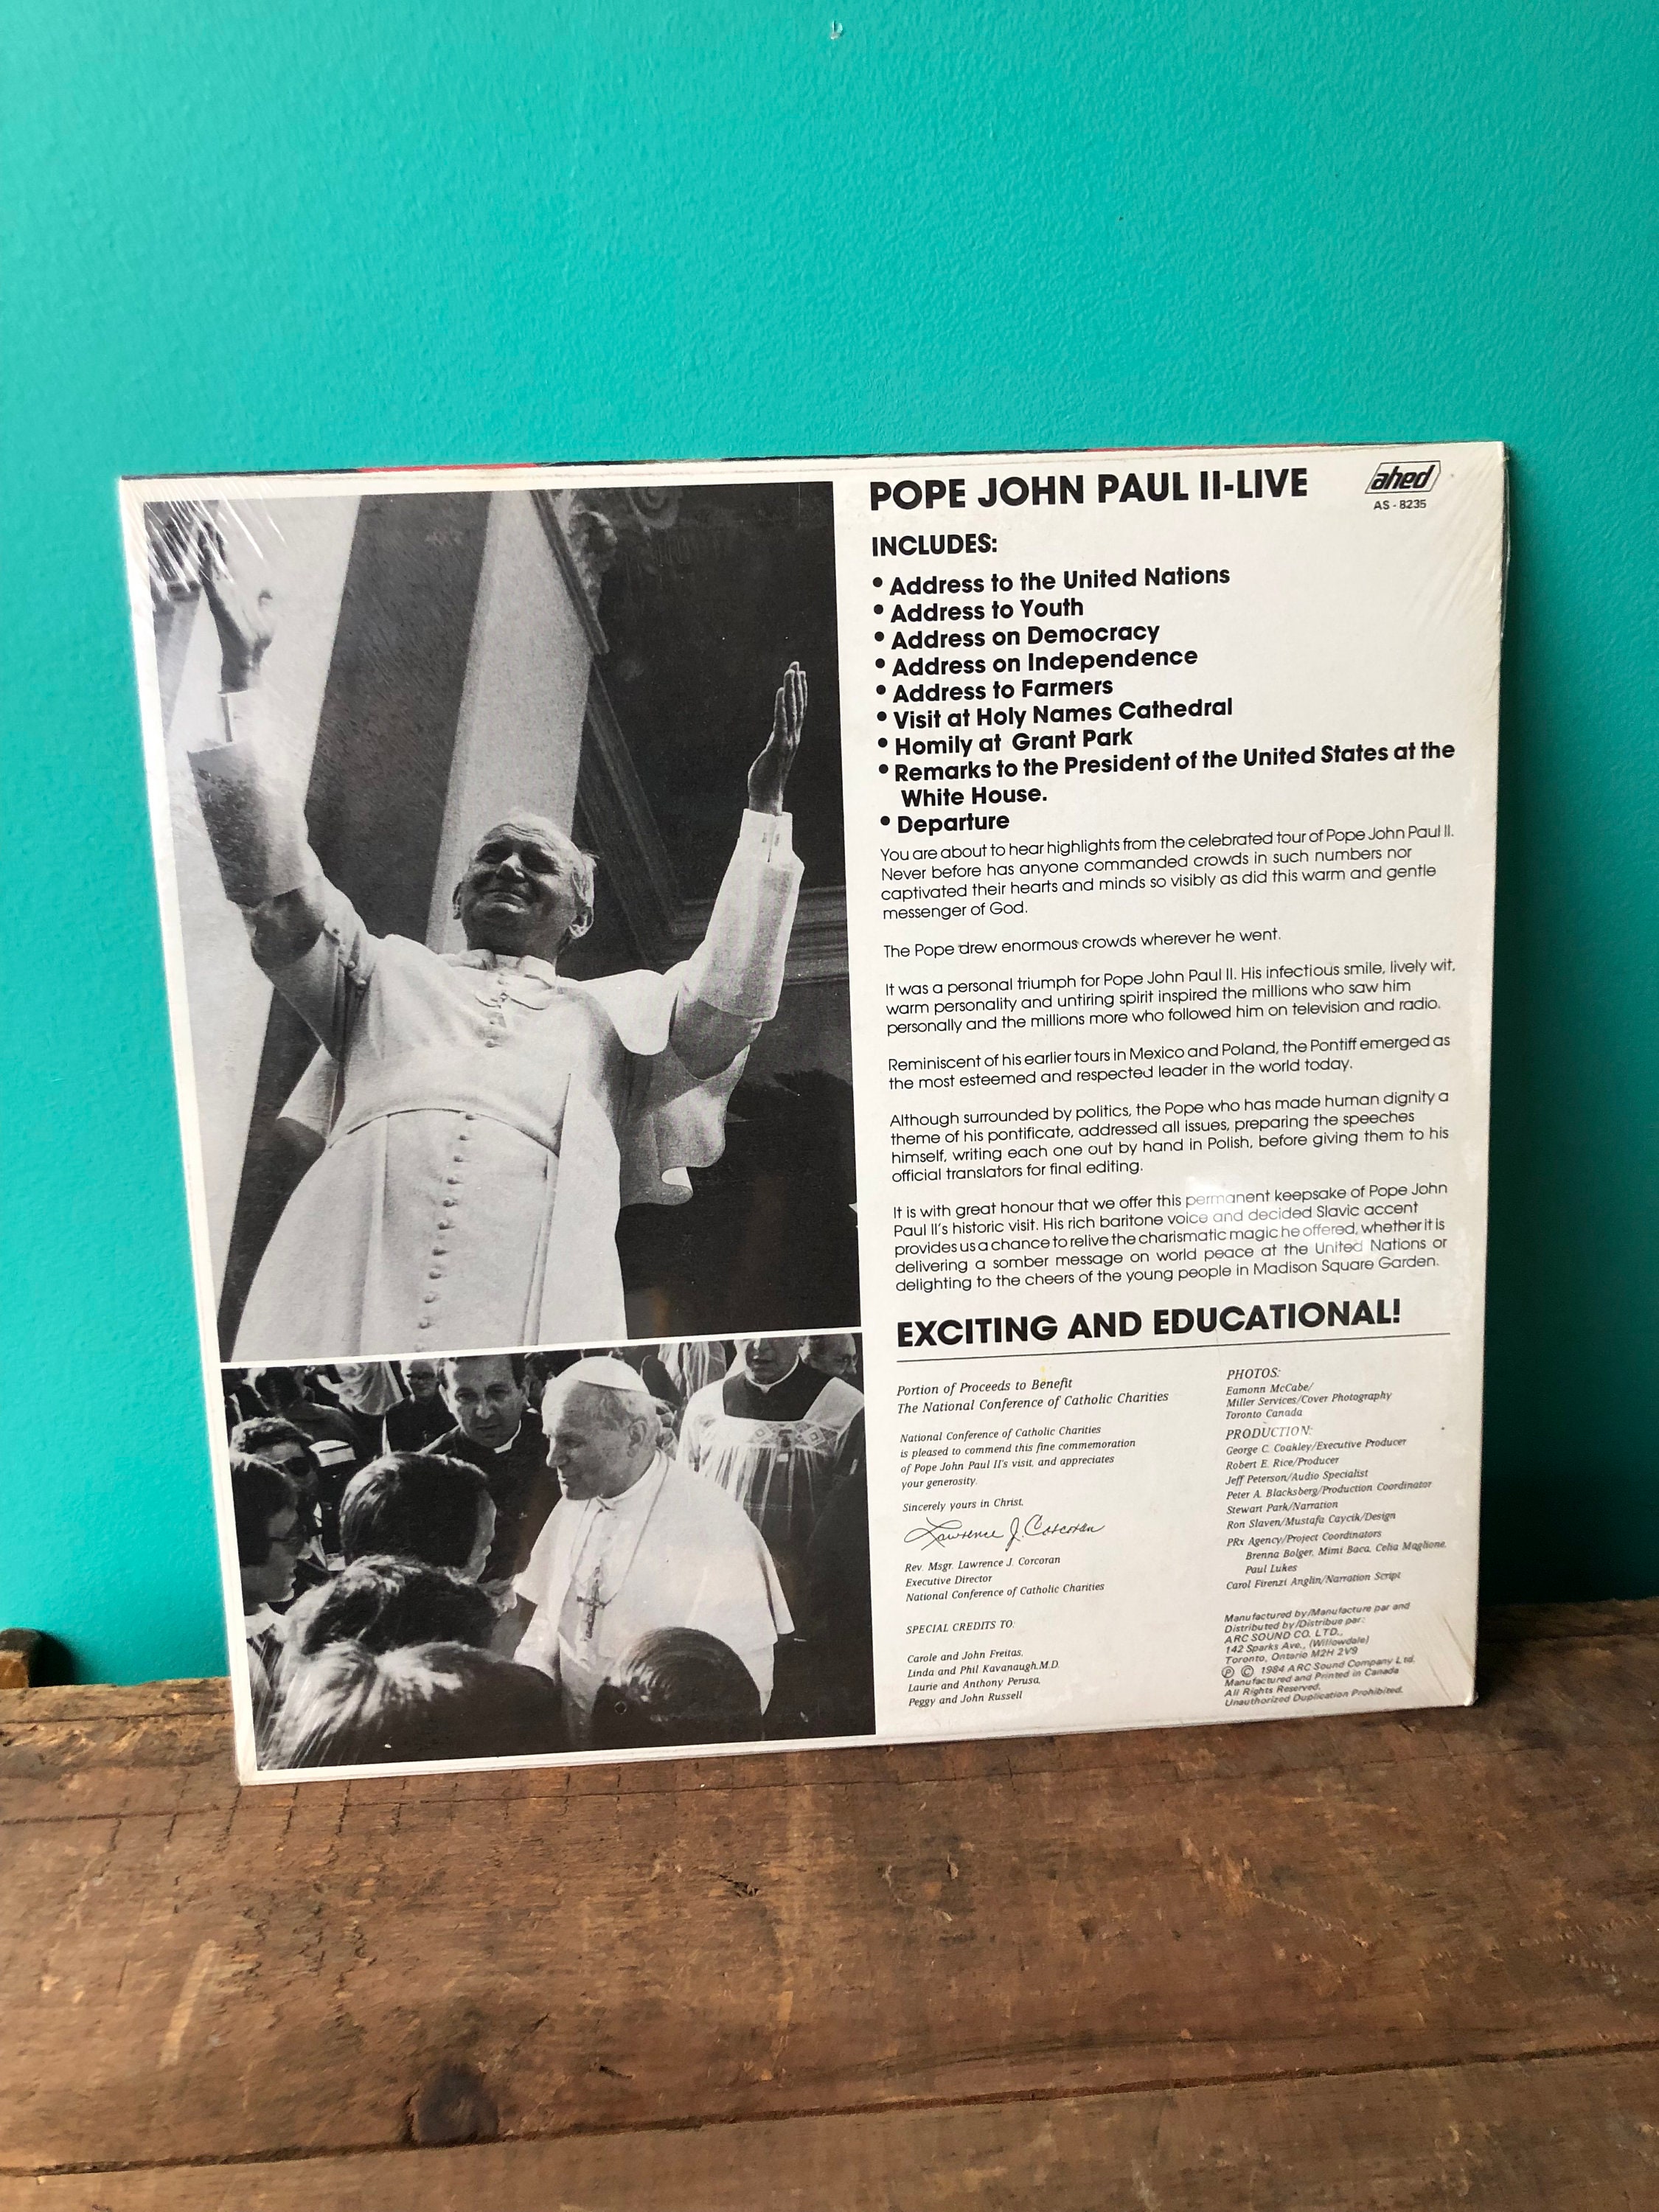 POPE JOHN PAUL II-LIVE
ahed
AS - 8235
INCLUDES:
• Address to the United Nations
• Address to Youth
• Address on Democracy
• Address on Independence
• Address to Farmers
• Visit at Holy Names Cathedral
• Homily at Grant Park
• Remarks to the President of the United States at the
White House.
• Departure
You are about to hear highlights from the celebrated tour of Pope John Paul II.
Never before has anyone commanded crowds in such numbers nor
captivated their hearts and minds so visibly as did this warm and gentle
messenger of God.
The Pope drew enormous crowds wherever he went.
It was a personal triumph for Pope John Paul II. His infectious smile, lively wit,
warm personality and untiring spirit inspired the millions who saw him
personally and the millions more who followed him on television and radio.
Reminiscent of his earlier tours in Mexico and Poland, the Pontiff emerged as
the most esteemed and respected leader in the world today.
Although surrounded by politics, the Pope who has made human dignity a
theme of his pontificate, addressed all issues, preparing the speeches
himself, writing each one out by hand in Polish, before giving them to his
official translators for final editing.
It is with great honour that we offer this permanent keepsake of Pope John
Paul II's historic visit. His rich baritone voice and decided Slavic accent
provides us a chance to relive the charismatic magic he offered, whether it is
delivering a somber message on world peace at the United Nations or
delighting to the cheers of the young people in Madison Square Garden.
EXCITING AND EDUCATIONAL!
Portion of Proceeds to Benefit
The National Conference of Catholic Charities
National Conference of Catholic Charities
is pleased to commend this fine commemoration
of Pope John Paul II's visit, and appreciates
your generosity.
Sincerely yours in Christ,
Lawrence J. Corcoran
Rev. Msgr. Lawrence J. Corcoran
Executive Director
National Conference of Catholic Charities
SPECIAL CREDITS TO:
Carole and John Freitas,
Linda and Phil Kavanaugh,M.D.
Laurie and Anthony Perusa,
Peggy and John Russell
PHOTOS:
Eamonn McCabe/
Miller Services/Cover Photography
Toronto Canada
PRODUCTION:
George C. Coakley/Executive Producer
Robert E. Rice/Producer
Jeff Peterson/Audio Specialist
Peter A. Blacksberg/Production Coordinator
Stewart Park/Narration
Ron Slaven/Mustafa Caycik/Design
PRx Agency/Project Coordinators
Brenna Bolger, Mimi Baca, Celia Maglione,
Paul Lukes
Carol Firenzi Anglin/Narration Script
Manufactured by/Manufacture par and
Distributed by/Distribue par:
ARC SOUND CO. LTD.,
142 Sparks Ave., (Willowdale)
Toronto, Ontario M2H 2V9
Ⓟ © 1984 ARC Sound Company Ltd.
Manufactured and Printed in Canada
All Rights Reserved.
Unauthorized Duplication Prohibited.